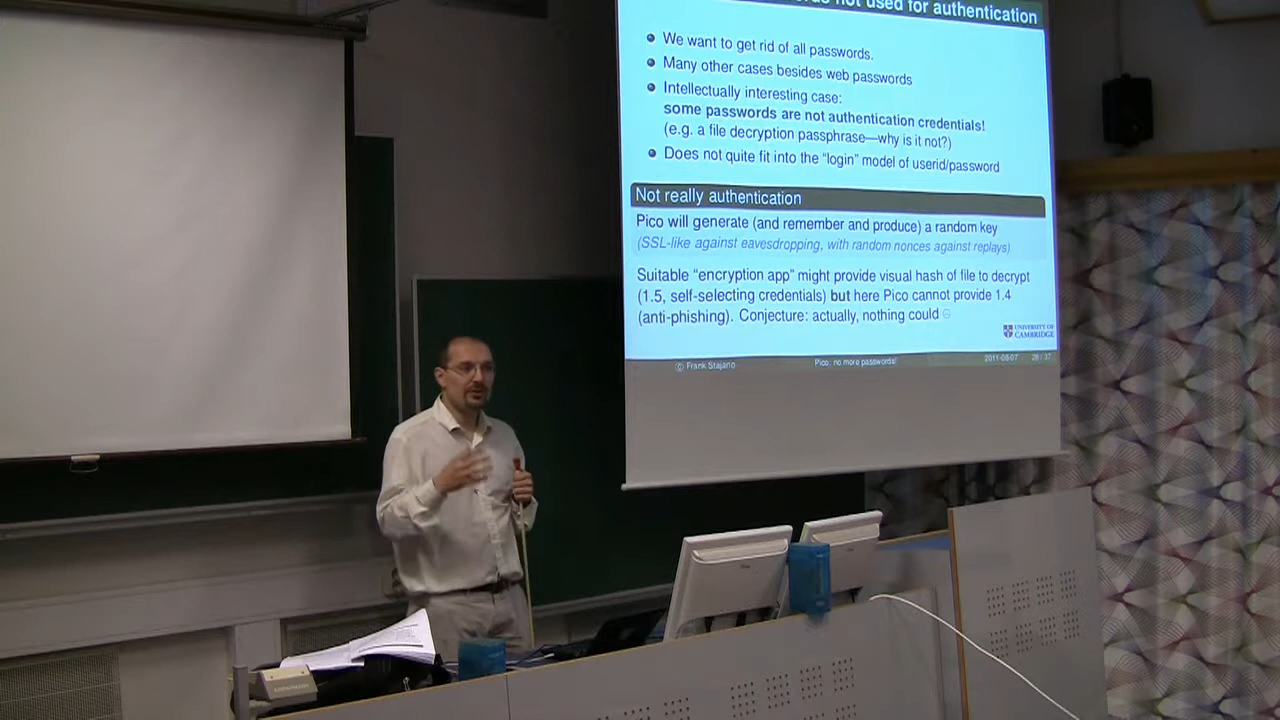 not used for authentication
We want to get rid of all passwords.
Many other cases besides web passwords
Intellectually interesting case:
some passwords are not authentication credentials!
(e.g. a file decryption passphrase—why is it not?)
Does not quite fit into the “login” model of userid/password
Not really authentication
Pico will generate (and remember and produce) a random key
(SSL-like against eavesdropping, with random nonces against replays)
Suitable “encryption app” might provide visual hash of file to decrypt
(1.5, self-selecting credentials) but here Pico cannot provide 1.4
(anti-phishing). Conjecture: actually, nothing could ☹
UNIVERSITY OF
CAMBRIDGE
© Frank Stajano Pico: no more passwords! 2011-08-07 28 / 37